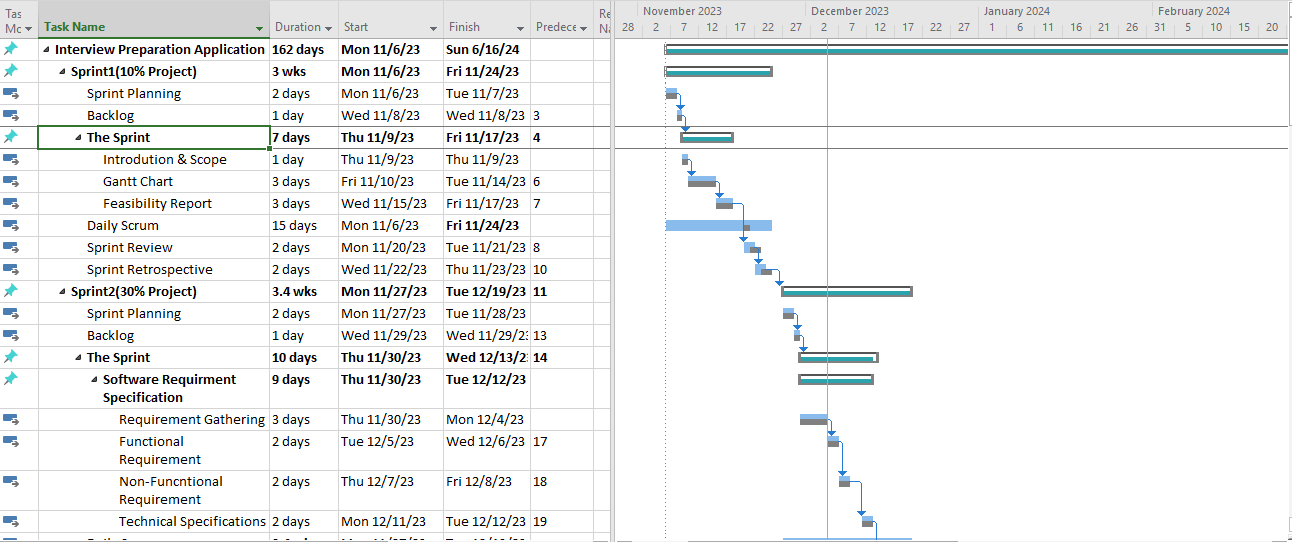 Tas Mc Task Name Duration Start Finish Predece Re Na
November 2023 December 2023 January 2024 February 2024
28 2 7 12 17 22 27 2 7 12 17 22 27 1 6 11 16 21 26 31 5 10 15 20
Interview Preparation Application 162 days Mon 11/6/23 Sun 6/16/24
Sprint1(10% Project) 3 wks Mon 11/6/23 Fri 11/24/23
Sprint Planning 2 days Mon 11/6/23 Tue 11/7/23
Backlog 1 day Wed 11/8/23 Wed 11/8/23 3
The Sprint 7 days Thu 11/9/23 Fri 11/17/23 4
Introdution & Scope 1 day Thu 11/9/23 Thu 11/9/23
Gantt Chart 3 days Fri 11/10/23 Tue 11/14/23 6
Feasibility Report 3 days Wed 11/15/23 Fri 11/17/23 7
Daily Scrum 15 days Mon 11/6/23 Fri 11/24/23
Sprint Review 2 days Mon 11/20/23 Tue 11/21/23 8
Sprint Retrospective 2 days Wed 11/22/23 Thu 11/23/23 10
Sprint2(30% Project) 3.4 wks Mon 11/27/23 Tue 12/19/23 11
Sprint Planning 2 days Mon 11/27/23 Tue 11/28/23
Backlog 1 day Wed 11/29/23 Wed 11/29/23 13
The Sprint 10 days Thu 11/30/23 Wed 12/13/23 14
Software Requirment 9 days Thu 11/30/23 Tue 12/12/23
Specification
Requirement Gathering 3 days Thu 11/30/23 Mon 12/4/23
Functional 2 days Tue 12/5/23 Wed 12/6/23 17
Requirement
Non-Funcntional 2 days Thu 12/7/23 Fri 12/8/23 18
Requirement
Technical Specifications 2 days Mon 12/11/23 Tue 12/12/23 19